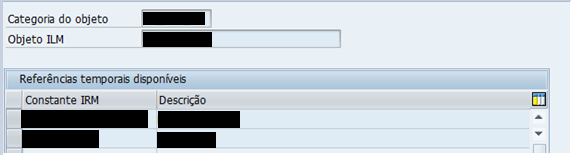 Categoria do objeto
Objeto ILM
Referências temporais disponíveis
Constante IRM Descrição